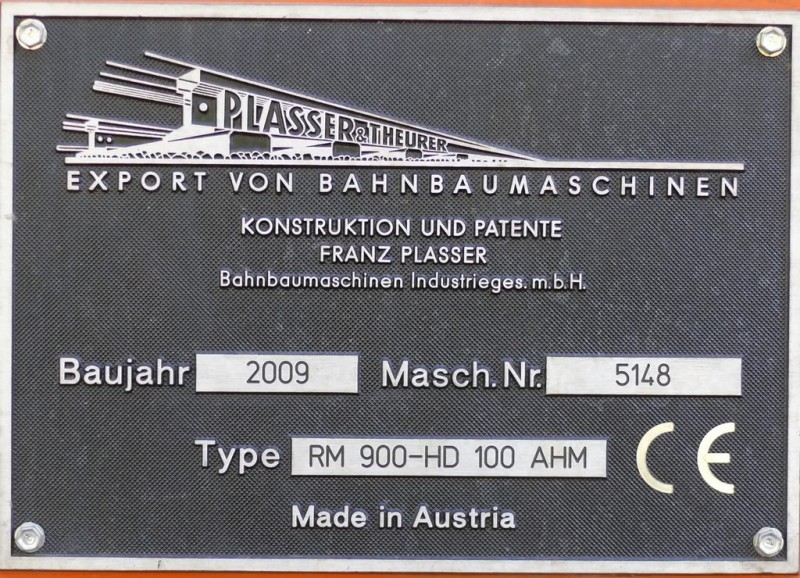 PLASSER & THEURER
EXPORT VON BAHNBAUMASCHINEN
KONSTRUKTION UND PATENTE
FRANZ PLASSER
Bahnbaumaschinen Industrieges.m.b.H.
Baujahr 2009 Masch.Nr. 5148
Type RM 900-HD 100 AHM CE
Made in Austria